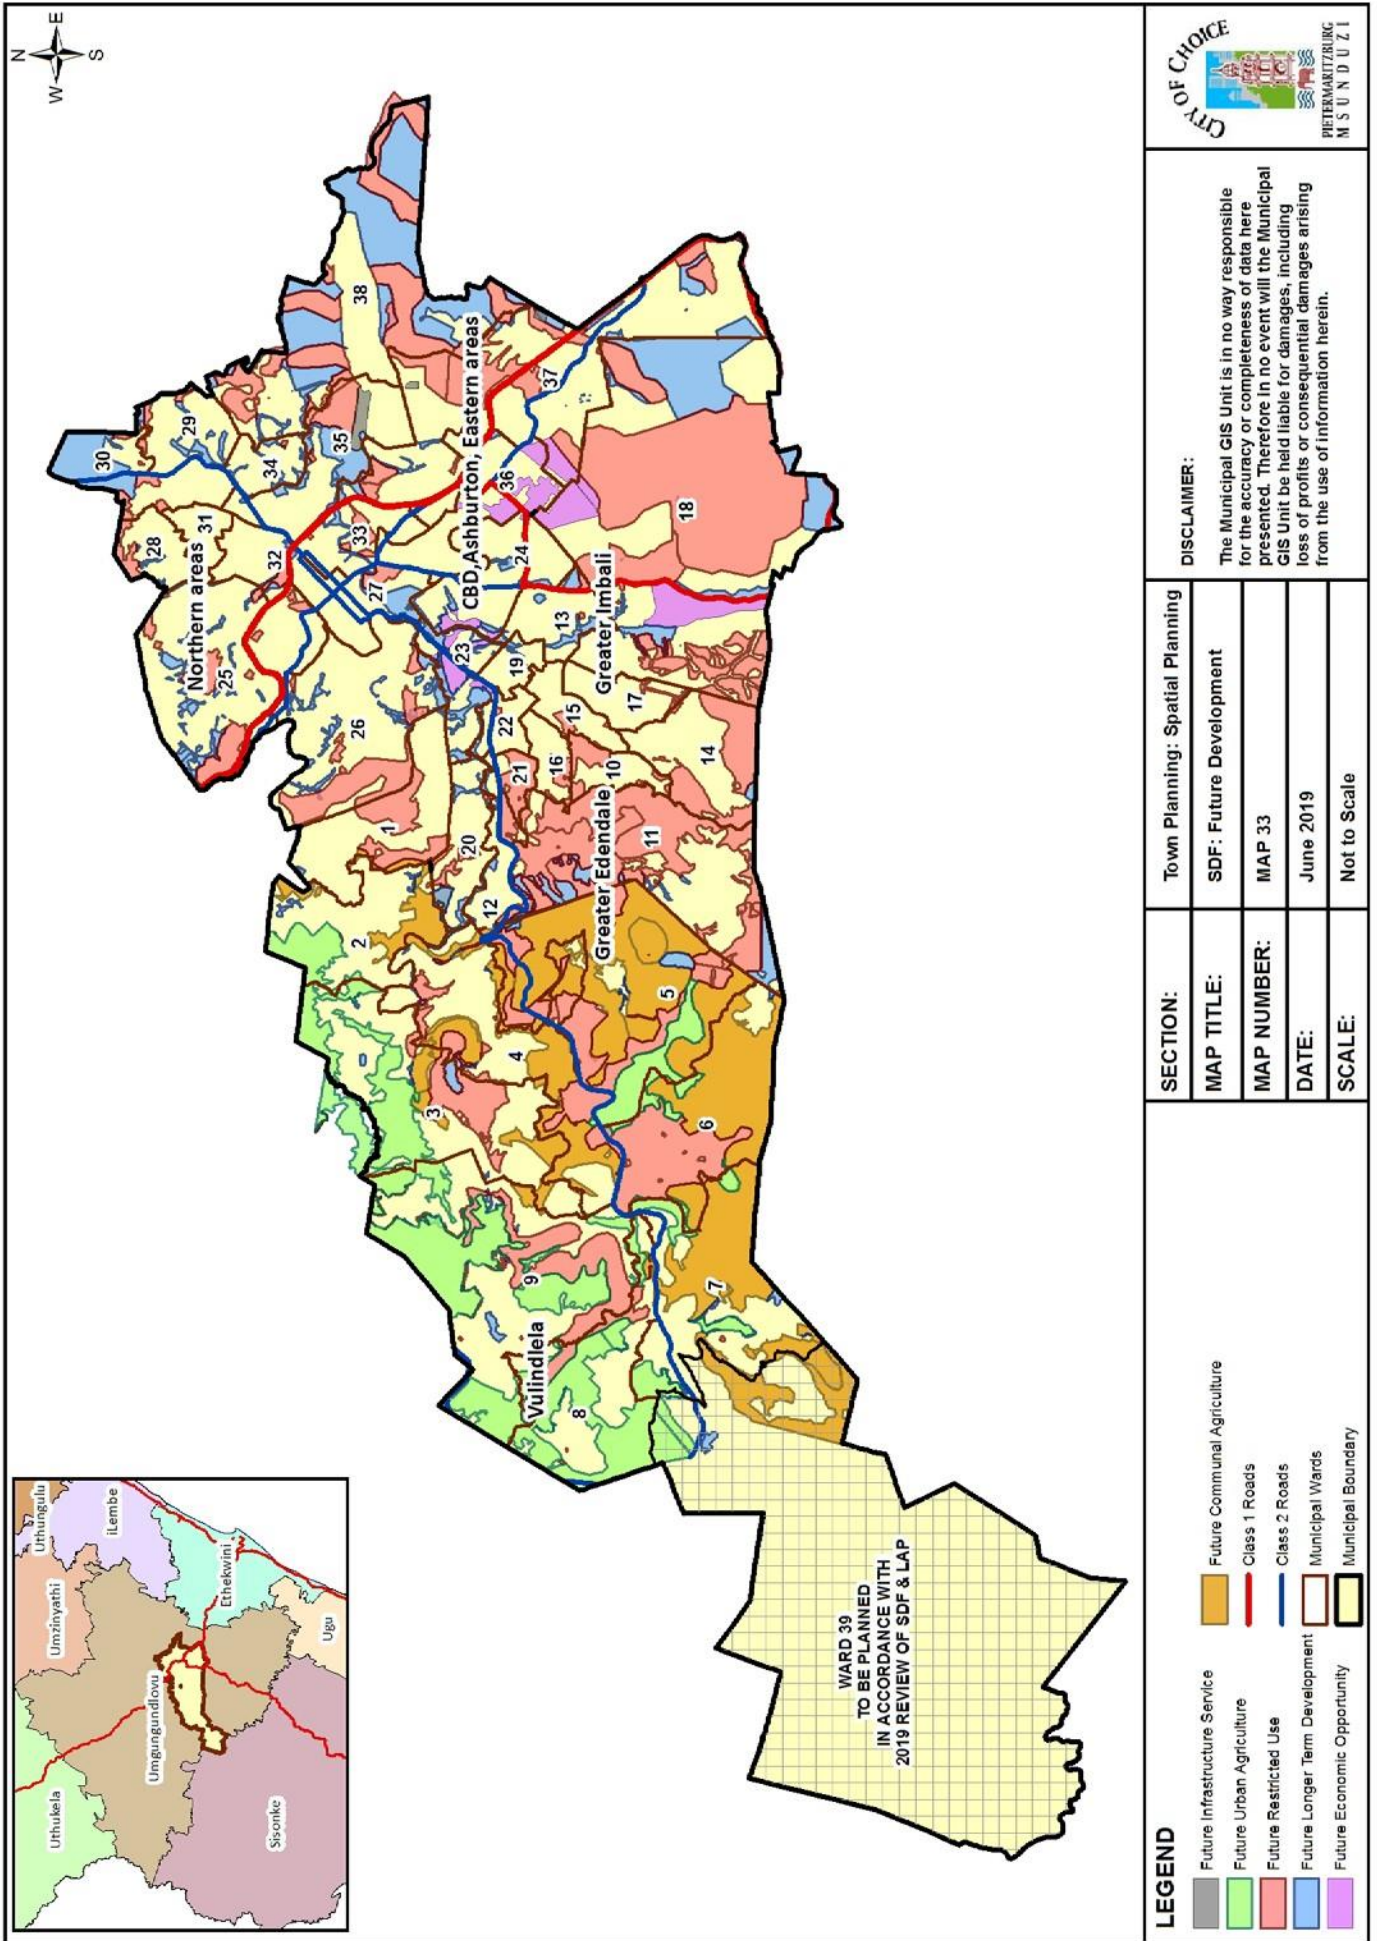 N
W
E
S
Uthukela
Umzinyathi
Uthungulu
iLembe
Umgungundlovu
Ethekwini
Ugu
Sisonke
30
29
28
31
34
Northern areas
32
35
33
38
25
27
26
CBD,Ashburton, Eastern areas
36
37
24
23
18
13
19
Greater Imbali
22
15
17
1
21
16
10
14
20
11
12
Greater Edendale
2
5
4
3
6
9
7
Vulindlela
8
WARD 39
TO BE PLANNED
IN ACCORDANCE WITH
2019 REVIEW OF SDF & LAP
LEGEND
Future Infrastructure Service
Future Urban Agriculture
Future Restricted Use
Future Longer Term Development
Future Economic Opportunity
Future Communal Agriculture
Class 1 Roads
Class 2 Roads
Municipal Wards
Municipal Boundary
SECTION: Town Planning: Spatial Planning
MAP TITLE: SDF: Future Development
MAP NUMBER: MAP 33
DATE: June 2019
SCALE: Not to Scale
DISCLAIMER:
The Municipal GIS Unit is in no way responsible
for the accuracy or completeness of data here
presented. Therefore in no event will the Municipal
GIS Unit be held liable for damages, including
loss of profits or consequential damages arising
from the use of information herein.
CITY OF CHOICE
PIETERMARITZBURG
MSUNDUZI